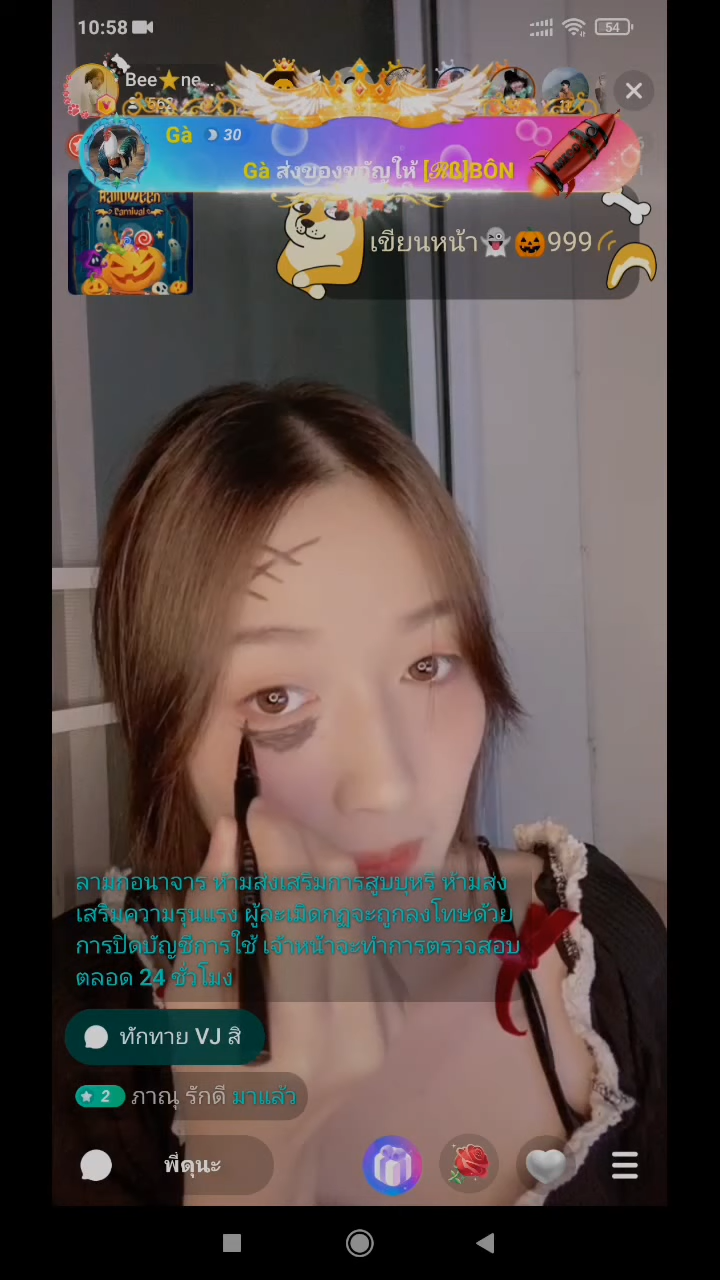 10:58
54
Bee⭐ne...
552
Gà 30
Gà ส่งของขวัญให้ [ℛß]BÔN
Halloween
Carnival
เขียนหน้า👻🎃999
ลามกอนาจาร ห้ามส่งเสริมการสูบบุหรี่ ห้ามส่ง
เสริมความรุนแรง ผู้ละเมิดกฎจะถูกลงโทษด้วย
การปิดบัญชีการใช้ เจ้าหน้าจะทำการตรวจสอบ
ตลอด 24 ชั่วโมง
ทักทาย VJ สิ
2 ภาณุ รักดี มาแล้ว
พี่ดุนะ